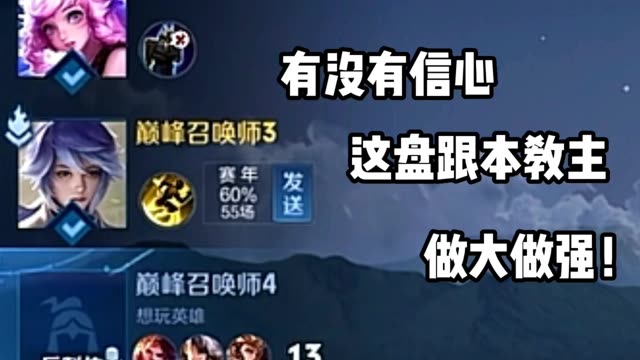 有沒有信心
这盘跟本教主
做大做强！
巅峰召唤师3
赛年
60%
55场
发送
巅峰召唤师4
想玩英雄
13